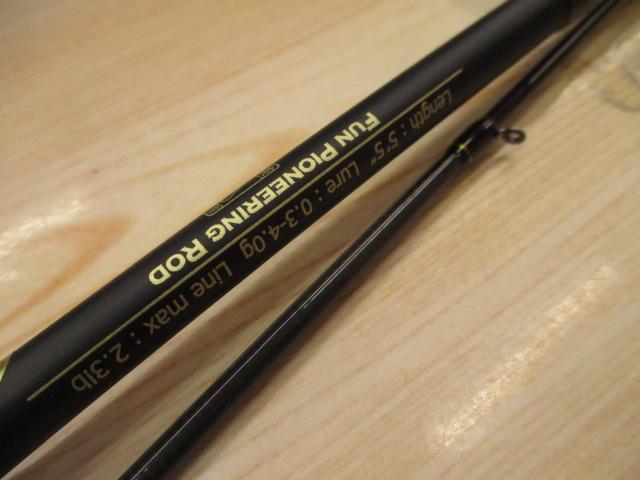 FUN PIONEERING ROD
Length : 5'5" Lure : 0.3-4.0g Line max : 2.3lb